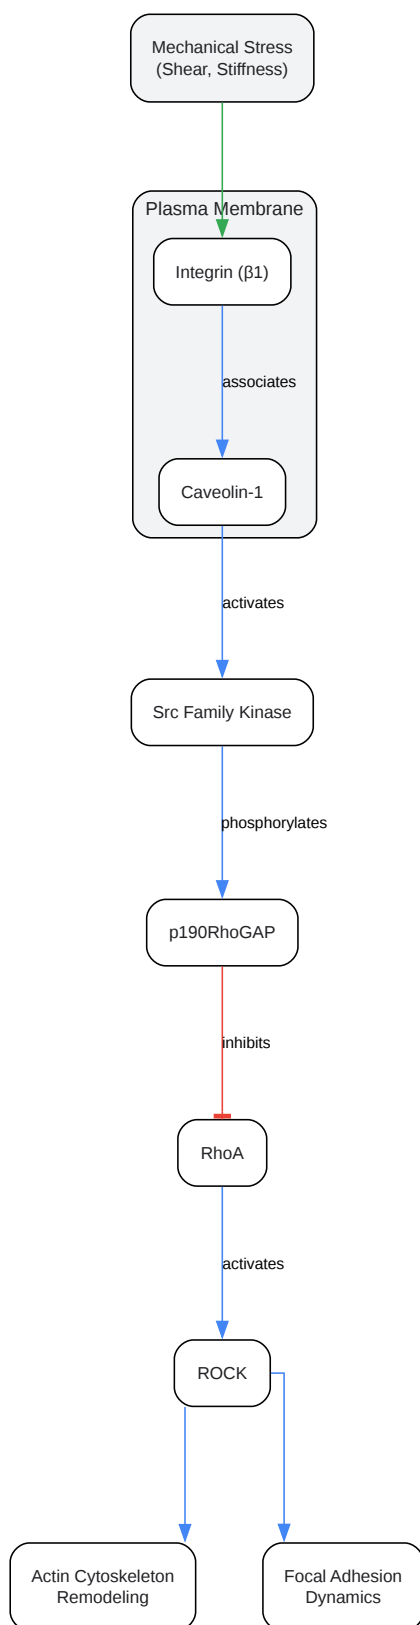 Mechanical Stress
(Shear, Stiffness)
Plasma Membrane
Integrin (β1)
associates
Caveolin-1
activates
Src Family Kinase
phosphorylates
p190RhoGAP
inhibits
RhoA
activates
ROCK
Actin Cytoskeleton
Remodeling
Focal Adhesion
Dynamics